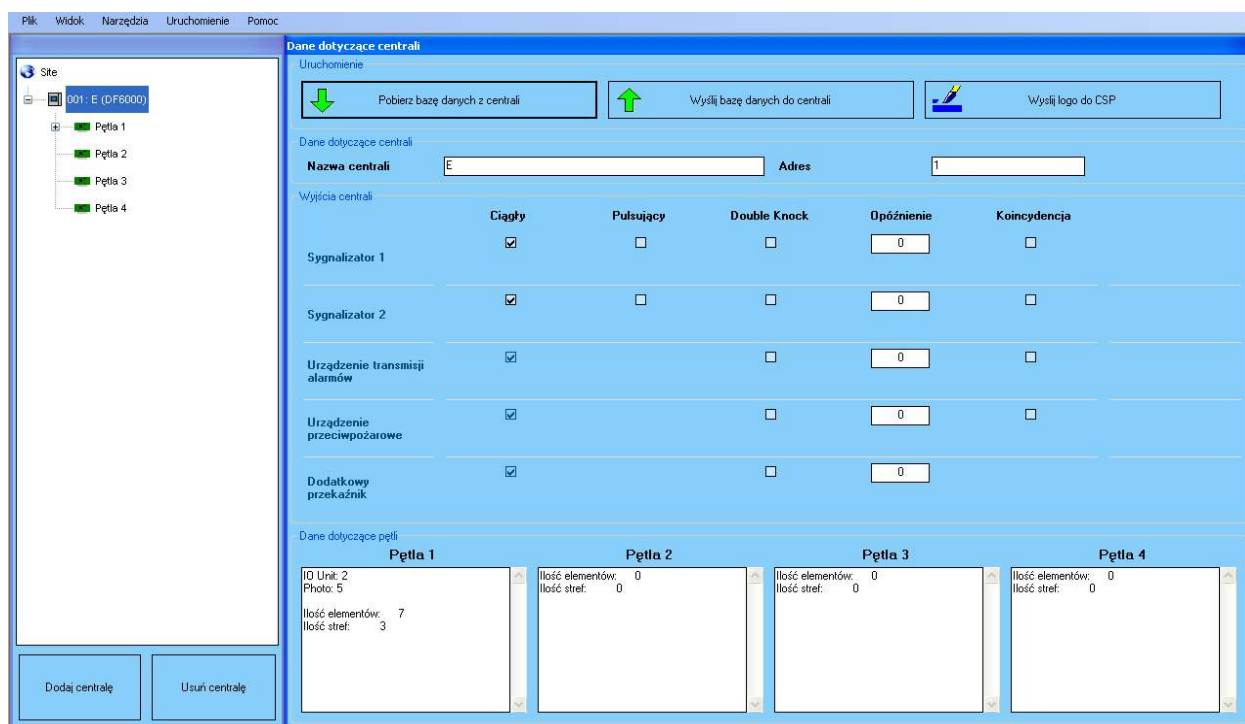 Plik Widok Narzędzia Uruchomienie Pomoc
Dane dotyczące centrali
Site
001: E (DF6000)
Pętla 1
Pętla 2
Pętla 3
Pętla 4
Dodaj centralę
Usuń centralę
Uruchomienie
Pobierz bazę danych z centrali
Wyślij bazę danych do centrali
Wyslij logo do CSP
Dane dotyczące centrali
Nazwa centrali E Adres 1
Wyjścia centrali
Ciągły Pulsujący Double Knock Opóźnienie Koincydencja
Sygnalizator 1 0
Sygnalizator 2 0
Urządzenie transmisji
alarmów 0
Urządzenie
przeciwpożarowe 0
Dodatkowy
przekaźnik 0
Dane dotyczące pętli
Pętla 1
IO Unit: 2
Photo: 5
Ilość elementów: 7
Ilość stref: 3
Pętla 2
Ilość elementów: 0
Ilość stref: 0
Pętla 3
Ilość elementów: 0
Ilość stref: 0
Pętla 4
Ilość elementów: 0
Ilość stref: 0